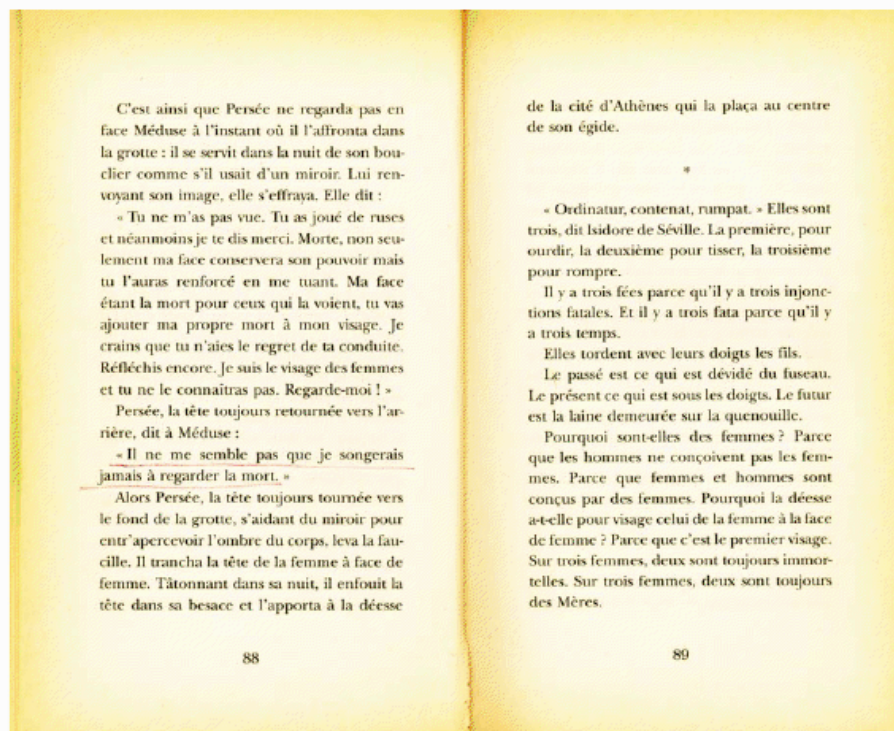 C'est ainsi que Persée ne regarda pas en
face Méduse à l'instant où il l'affronta dans
la grotte : il se servit dans la nuit de son bou-
clier comme s'il usait d'un miroir. Lui ren-
voyant son image, elle s'effraya. Elle dit :
« Tu ne m'as pas vue. Tu as joué de ruses
et néanmoins je te dis merci. Morte, non seu-
lement ma face conservera son pouvoir mais
tu l'auras renforcé en me tuant. Ma face
étant la mort pour ceux qui la voient, tu vas
ajouter ma propre mort à mon visage. Je
crains que tu n'aies le regret de ta conduite.
Réfléchis encore. Je suis le visage des femmes
et tu ne le connaîtras pas. Regarde-moi ! »
Persée, la tête toujours retournée vers l'ar-
rière, dit à Méduse :
« Il ne me semble pas que je songerais
jamais à regarder la mort. »
Alors Persée, la tête toujours tournée vers
le fond de la grotte, s'aidant du miroir pour
entr'apercevoir l'ombre du corps, leva la fau-
cille. Il trancha la tête de la femme à face de
femme. Tâtonnant dans sa nuit, il enfouit la
tête dans sa besace et l'apporta à la déesse
88
de la cité d'Athènes qui la plaça au centre
de son égide.
*
« Ordinatur, contenat, rumpat. » Elles sont
trois, dit Isidore de Séville. La première, pour
ourdir, la deuxième pour tisser, la troisième
pour rompre.
Il y a trois fées parce qu'il y a trois injonc-
tions fatales. Et il y a trois fata parce qu'il y
a trois temps.
Elles tordent avec leurs doigts les fils.
Le passé est ce qui est dévidé du fuseau.
Le présent ce qui est sous les doigts. Le futur
est la laine demeurée sur la quenouille.
Pourquoi sont-elles des femmes ? Parce
que les hommes ne conçoivent pas les fem-
mes. Parce que femmes et hommes sont
conçus par des femmes. Pourquoi la déesse
a-t-elle pour visage celui de la femme à la face
de femme ? Parce que c'est le premier visage.
Sur trois femmes, deux sont toujours immor-
telles. Sur trois femmes, deux sont toujours
des Mères.
89